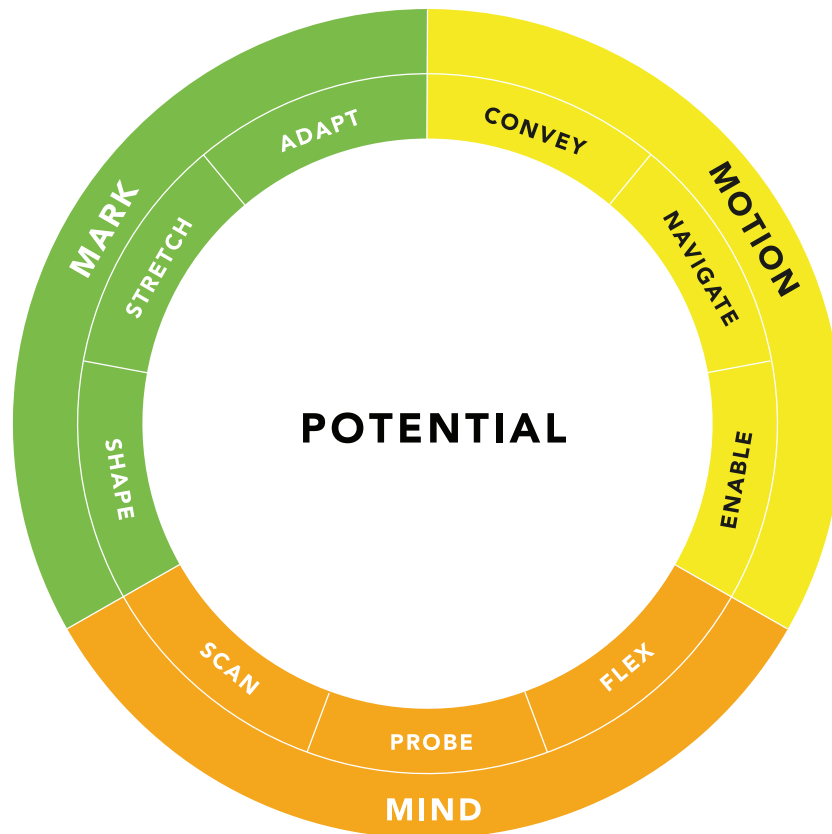 MARK
ADAPT
STRETCH
SHAPE
MOTION
CONVEY
NAVIGATE
ENABLE
POTENTIAL
SCAN
PROBE
FLEX
MIND